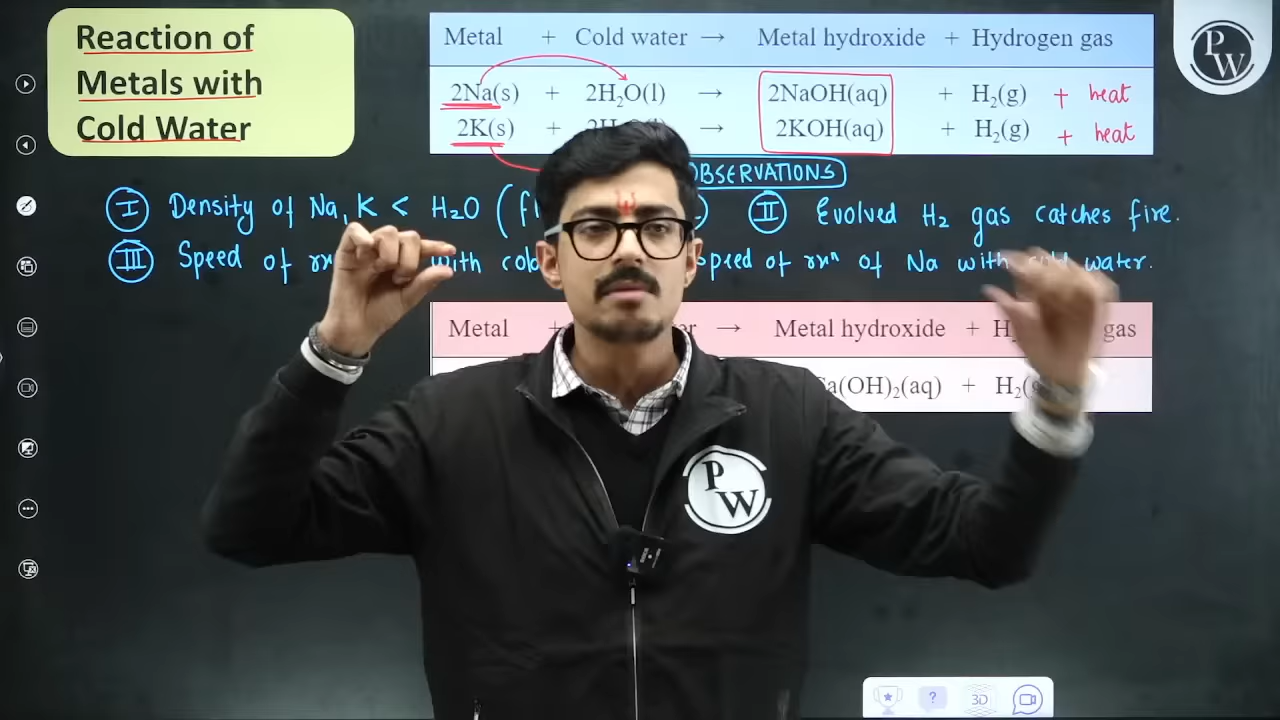 Reaction of
Metals with
Cold Water
Metal + Cold water → Metal hydroxide + Hydrogen gas
2Na(s) + 2H₂O(l) → 2NaOH(aq) + H₂(g) + heat
2K(s) + → 2KOH(aq) + H₂(g) + heat
OBSERVATIONS
I Density of Na, K < H₂O ( II Evolved H₂ gas catches fire.
III Speed of with speed of rxⁿ of Na with water.
Metal → Metal hydroxide + gas
(OH)₂(aq) + H₂
PW
PW
3D
?